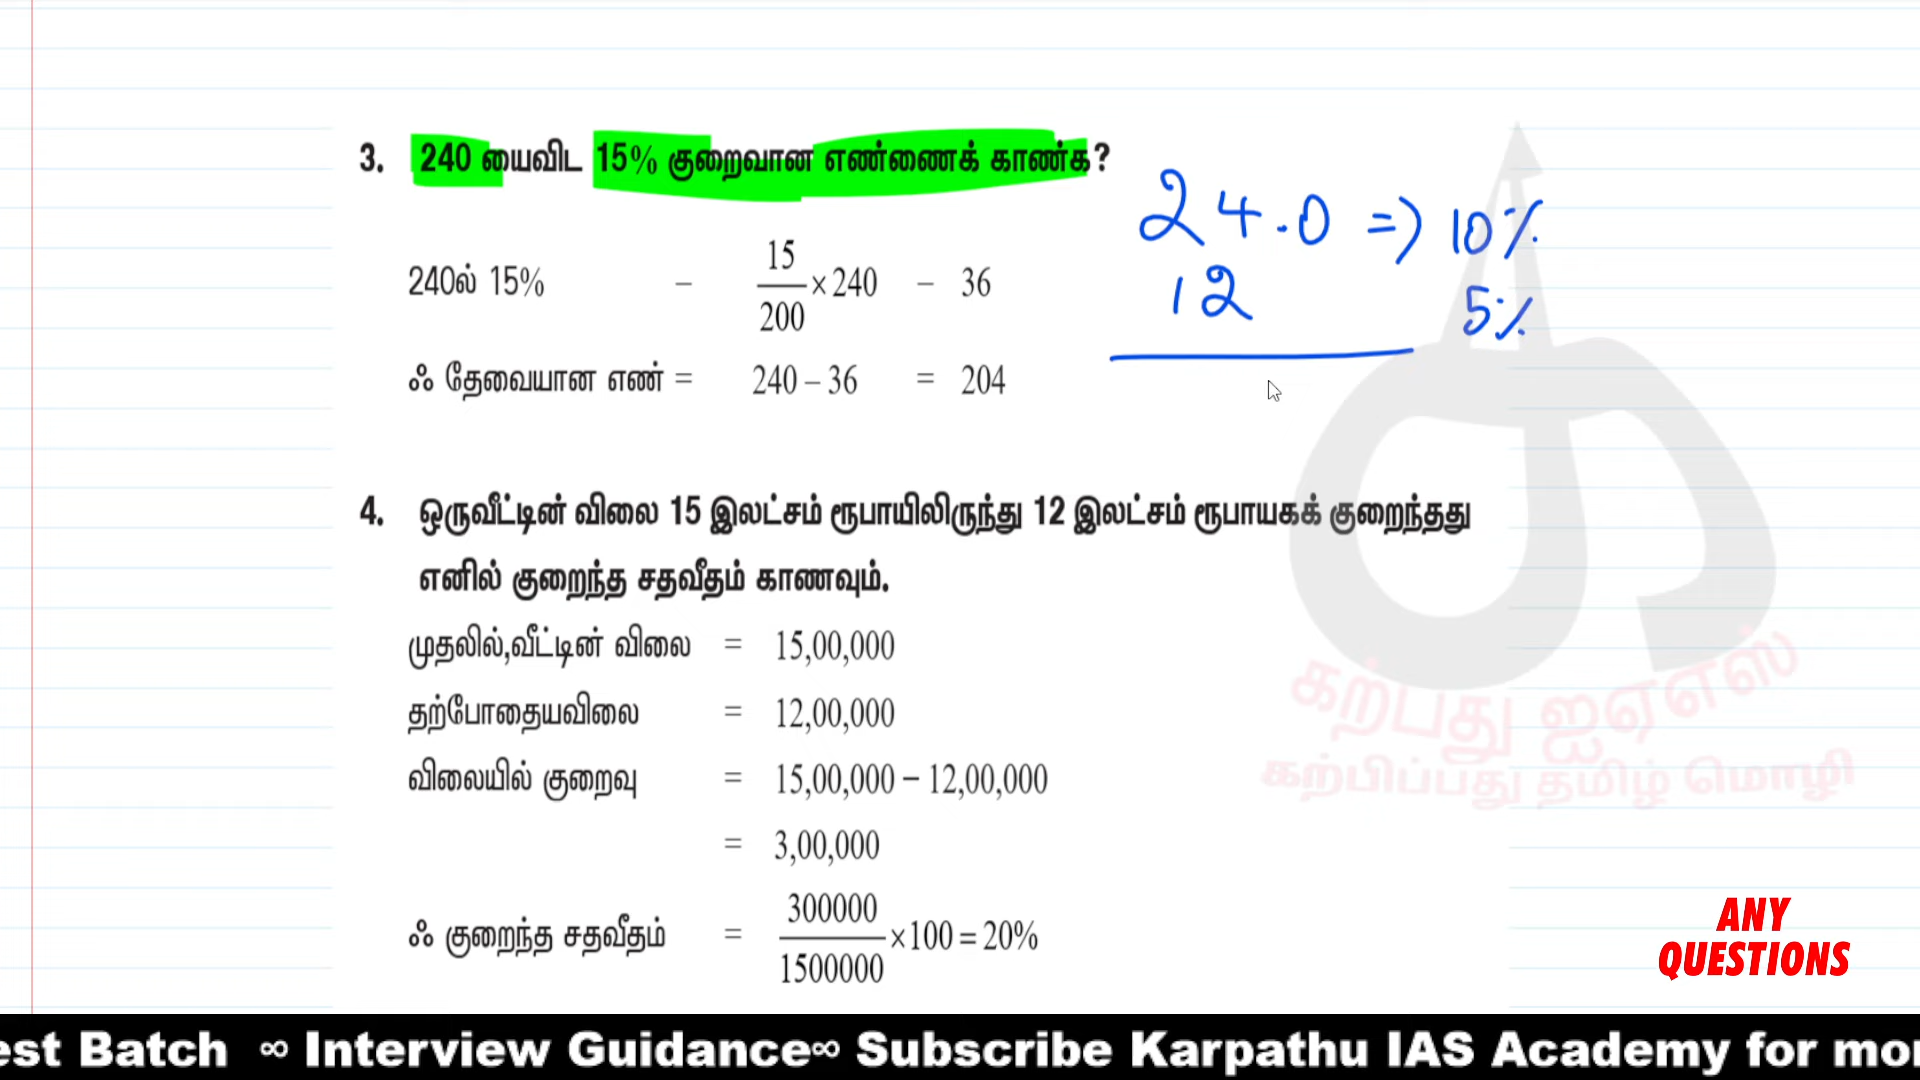 3. 240 யைவிட 15% குறைவான எண்ணைக் காண்க?
240ல் 15% – 15/200 ×240 – 36
ஃ தேவையான எண் = 240 – 36 = 204
24.0 => 10%
12 5%
4. ஒருவீட்டின் விலை 15 இலட்சம் ரூபாயிலிருந்து 12 இலட்சம் ரூபாயகக் குறைந்தது
எனில் குறைந்த சதவீதம் காணவும்.
முதலில்,வீட்டின் விலை = 15,00,000
தற்போதையவிலை = 12,00,000
விலையில் குறைவு = 15,00,000 – 12,00,000
= 3,00,000
ஃ குறைந்த சதவீதம் = 300000/1500000 ×100 = 20%
கற்பது ஐஏஎஸ்
கற்பிப்பது தமிழ் மொழி
ANY
QUESTIONS
est Batch ∞ Interview Guidance∞ Subscribe Karpathu IAS Academy for mo